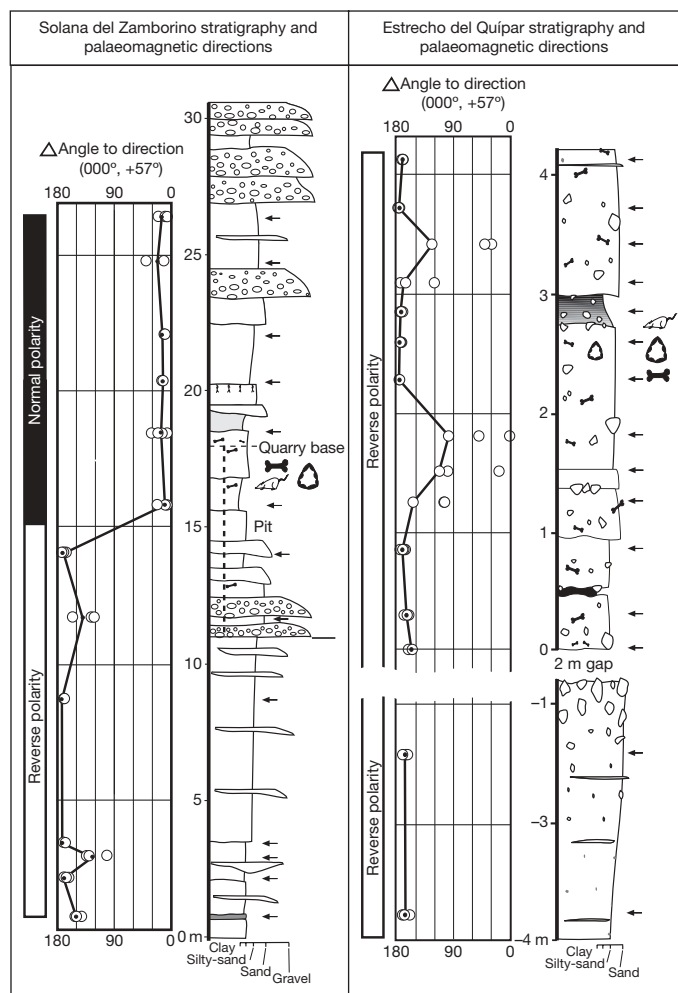 Solana del Zamborino stratigraphy and
palaeomagnetic directions
△Angle to direction
(000°, +57°)
180 90 0
Normal polarity
Reverse polarity
180 90 0
30
25
20
15
10
5
0 m
Quarry base
Pit
Clay
Silty-sand
Sand
Gravel
Estrecho del Quípar stratigraphy and
palaeomagnetic directions
△Angle to direction
(000°, +57°)
180 90 0
Reverse polarity
Reverse polarity
180 90 0
4
3
2
1
0
2 m gap
–1
–3
–4 m
Clay
Silty-sand
Sand